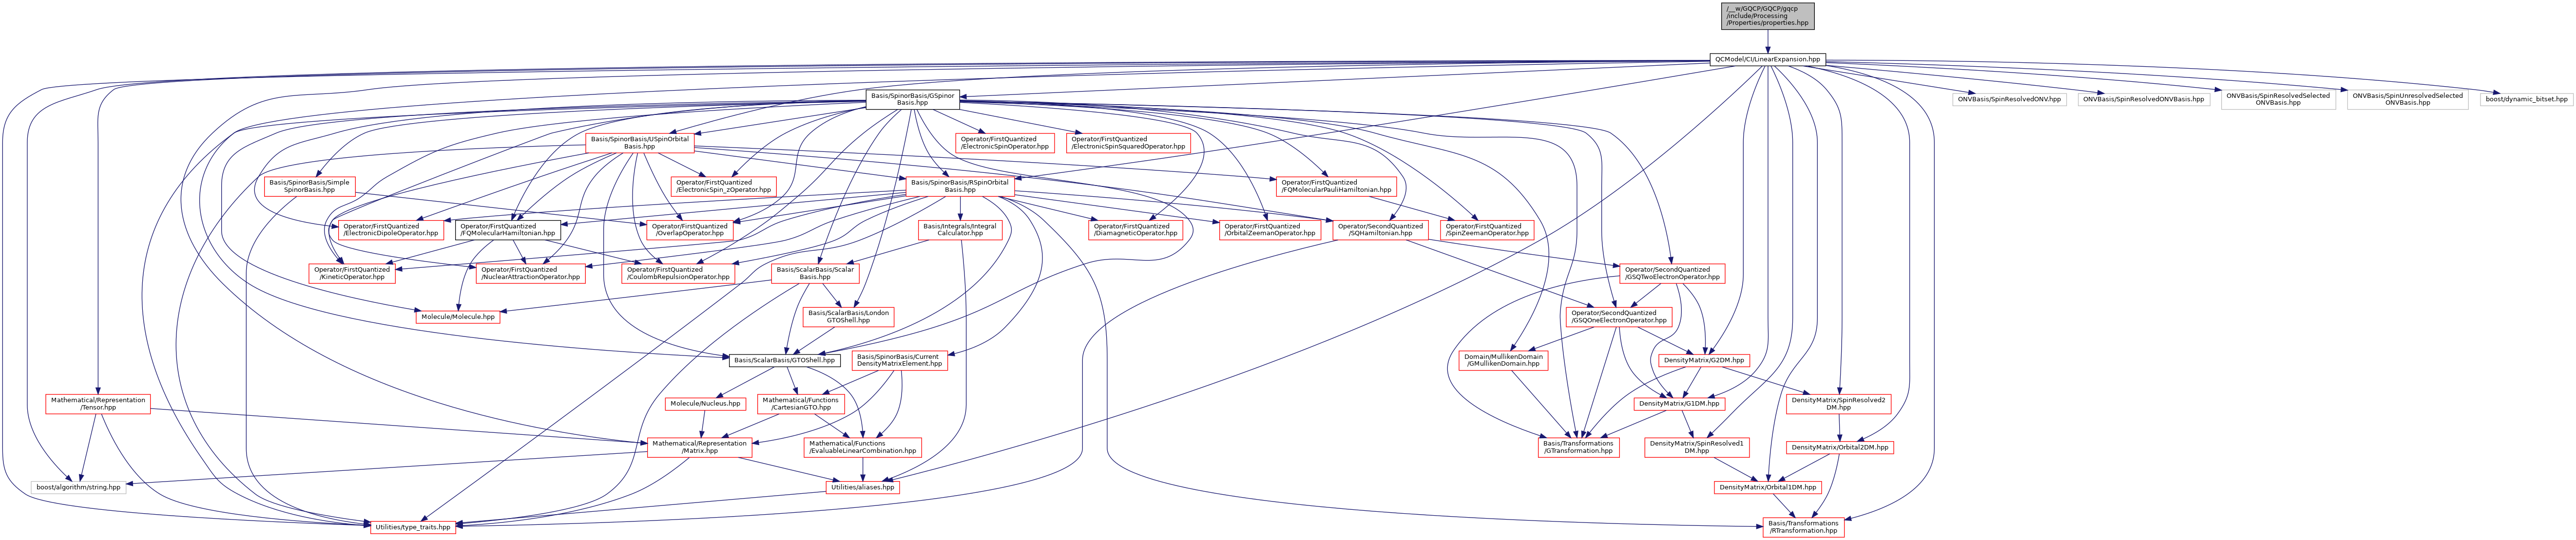 /__w/GQCP/GQCP/gqcp
/include/Processing
/Properties/properties.hpp
QCModel/CI/LinearExpansion.hpp
Basis/SpinorBasis/GSpinor
Basis.hpp
ONVBasis/SpinResolvedONV.hpp
ONVBasis/SpinResolvedONVBasis.hpp
ONVBasis/SpinResolvedSelected
ONVBasis.hpp
ONVBasis/SpinUnresolvedSelected
ONVBasis.hpp
boost/dynamic_bitset.hpp
Basis/SpinorBasis/USpinOrbital
Basis.hpp
Operator/FirstQuantized
/ElectronicSpinOperator.hpp
Operator/FirstQuantized
/ElectronicSpinSquaredOperator.hpp
Basis/SpinorBasis/Simple
SpinorBasis.hpp
Operator/FirstQuantized
/ElectronicSpin_zOperator.hpp
Basis/SpinorBasis/RSpinOrbital
Basis.hpp
Operator/FirstQuantized
/FQMolecularPauliHamiltonian.hpp
Operator/FirstQuantized
/ElectronicDipoleOperator.hpp
Operator/FirstQuantized
/FQMolecularHamiltonian.hpp
Operator/FirstQuantized
/OverlapOperator.hpp
Basis/Integrals/Integral
Calculator.hpp
Operator/FirstQuantized
/DiamagneticOperator.hpp
Operator/FirstQuantized
/OrbitalZeemanOperator.hpp
Operator/SecondQuantized
/SQHamiltonian.hpp
Operator/FirstQuantized
/SpinZeemanOperator.hpp
Operator/FirstQuantized
/KineticOperator.hpp
Operator/FirstQuantized
/NuclearAttractionOperator.hpp
Operator/FirstQuantized
/CoulombRepulsionOperator.hpp
Basis/ScalarBasis/Scalar
Basis.hpp
Operator/SecondQuantized
/GSQTwoElectronOperator.hpp
Molecule/Molecule.hpp
Basis/ScalarBasis/London
GTOShell.hpp
Operator/SecondQuantized
/GSQOneElectronOperator.hpp
Basis/ScalarBasis/GTOShell.hpp
Basis/SpinorBasis/Current
DensityMatrixElement.hpp
Domain/MullikenDomain
/GMullikenDomain.hpp
DensityMatrix/G2DM.hpp
Mathematical/Representation
/Tensor.hpp
Molecule/Nucleus.hpp
Mathematical/Functions
/CartesianGTO.hpp
DensityMatrix/G1DM.hpp
DensityMatrix/SpinResolved2
DM.hpp
Mathematical/Representation
/Matrix.hpp
Mathematical/Functions
/EvaluableLinearCombination.hpp
Basis/Transformations
/GTransformation.hpp
DensityMatrix/SpinResolved1
DM.hpp
DensityMatrix/Orbital2DM.hpp
boost/algorithm/string.hpp
Utilities/aliases.hpp
DensityMatrix/Orbital1DM.hpp
Utilities/type_traits.hpp
Basis/Transformations
/RTransformation.hpp